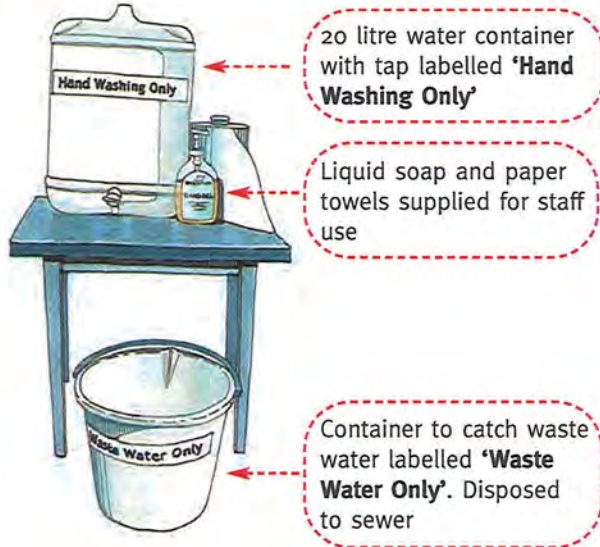 20 litre water container
with tap labelled ‘Hand
Washing Only’
Hand Washing Only
Liquid soap and paper
towels supplied for staff
use
Container to catch waste
water labelled ‘Waste
Water Only’. Disposed
to sewer
Waste Water Only